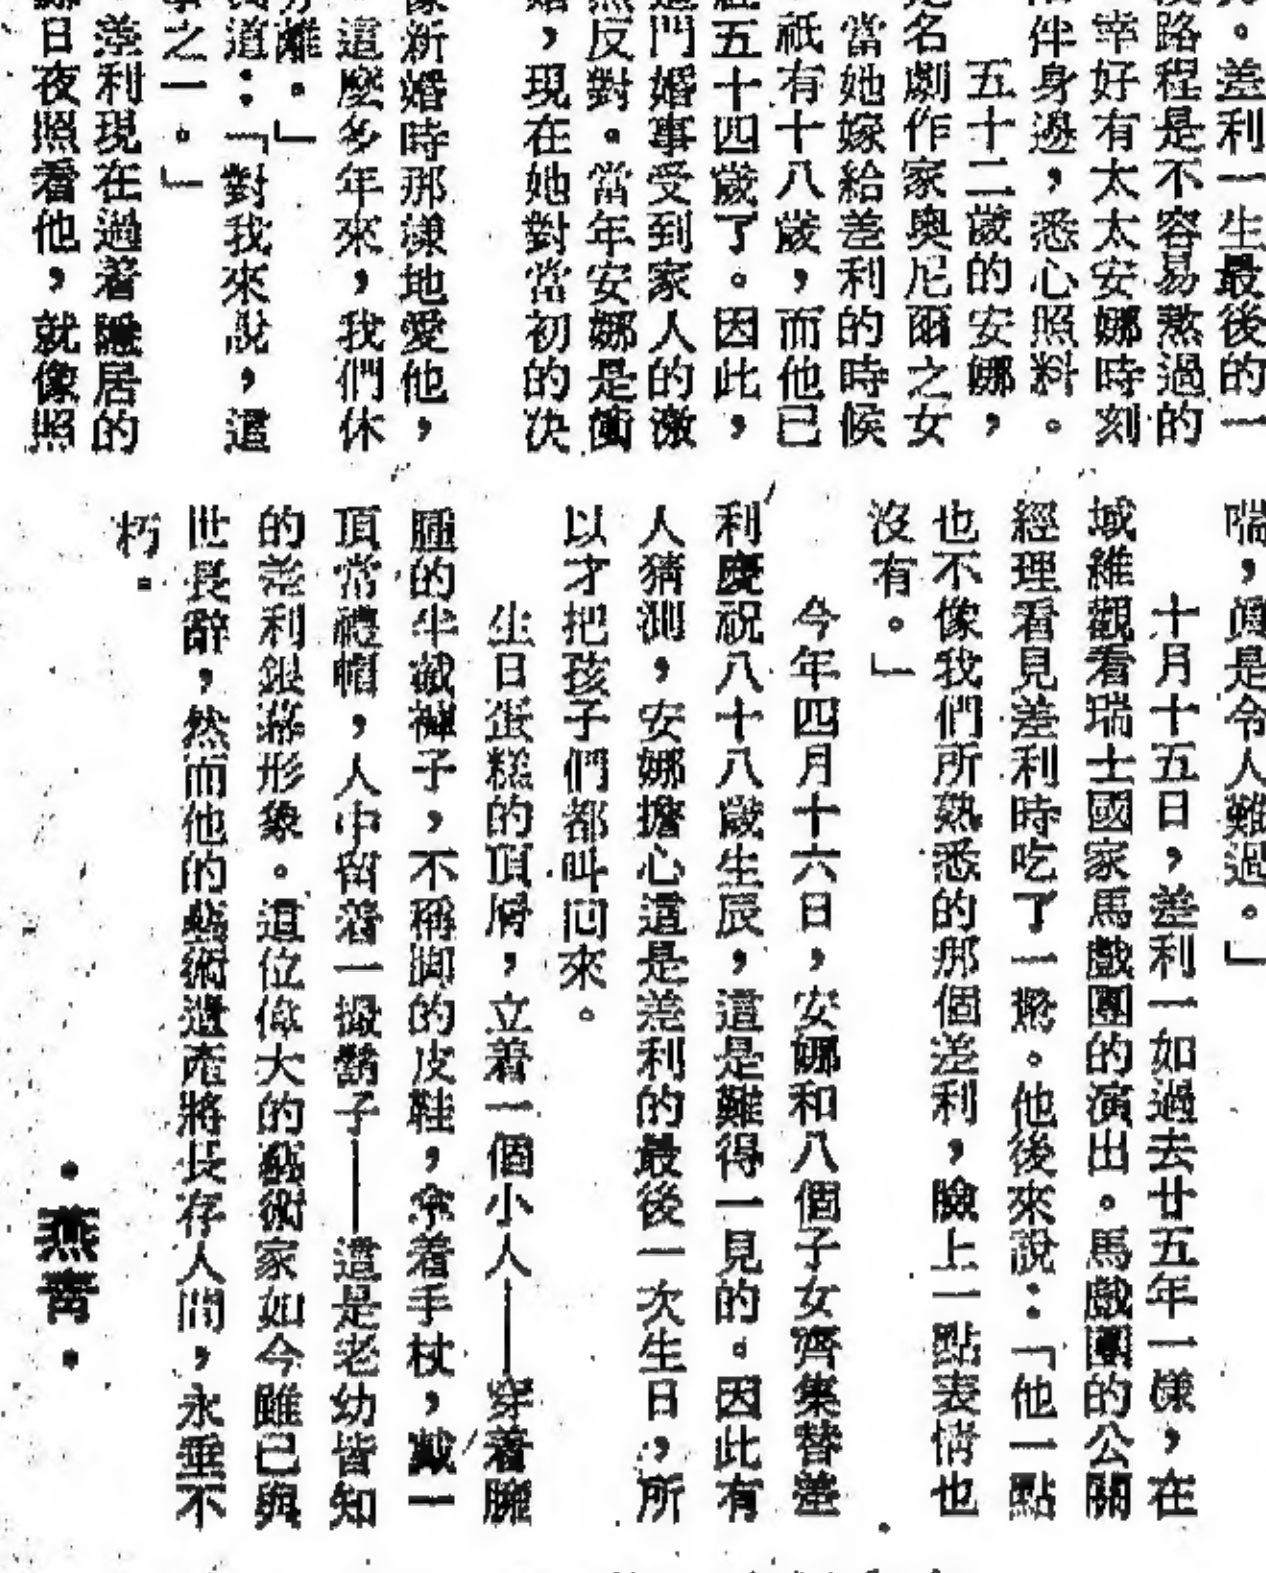 。差利一生最後的一
路程是不容易熬過的
幸好有太太安娜時刻
伴身邊，悉心照料。
五十二歲的安娜，
名劇作家奧尼爾之女
當她嫁給差利的時候
祇有十八歲，而他已
五十四歲了。因此，
門婚事受到家人的激
反對。當年安娜是衝
，現在她對當初的决
新婚時那樣地愛他，
這麼多年來，我們休
離。」
道：「對我來說，這
之一。」
差利現在過着隱居的
日夜照看他，就像照
喘，眞是令人難過。」
十月十五日，差利一如過去廿五年一樣，在
域維觀看瑞士國家馬戲團的演出。馬戲團的公關
經理看見差利時吃了一驚。他後來說：「他一點
也不像我們所熟悉的那個差利，臉上一點表情也
沒有。」
今年四月十六日，安娜和八個子女齊集替差
利慶祝八十八歲生辰，這是難得一見的。因此有
人猜測，安娜擔心這是差利的最後一次生日，所
以才把孩子們都叫回來。
生日蛋糕的頂層，立着一個小人——穿着臃
腫的半截褲子，不稱脚的皮鞋，拿着手杖，戴一
頂常禮帽，人中留着一撮鬍子——這是老幼皆知
的差利銀幕形象。這位偉大的藝術家如今雖已與
世長辭，然而他的藝術遺產將長存人間，永垂不
朽。
·燕靑·